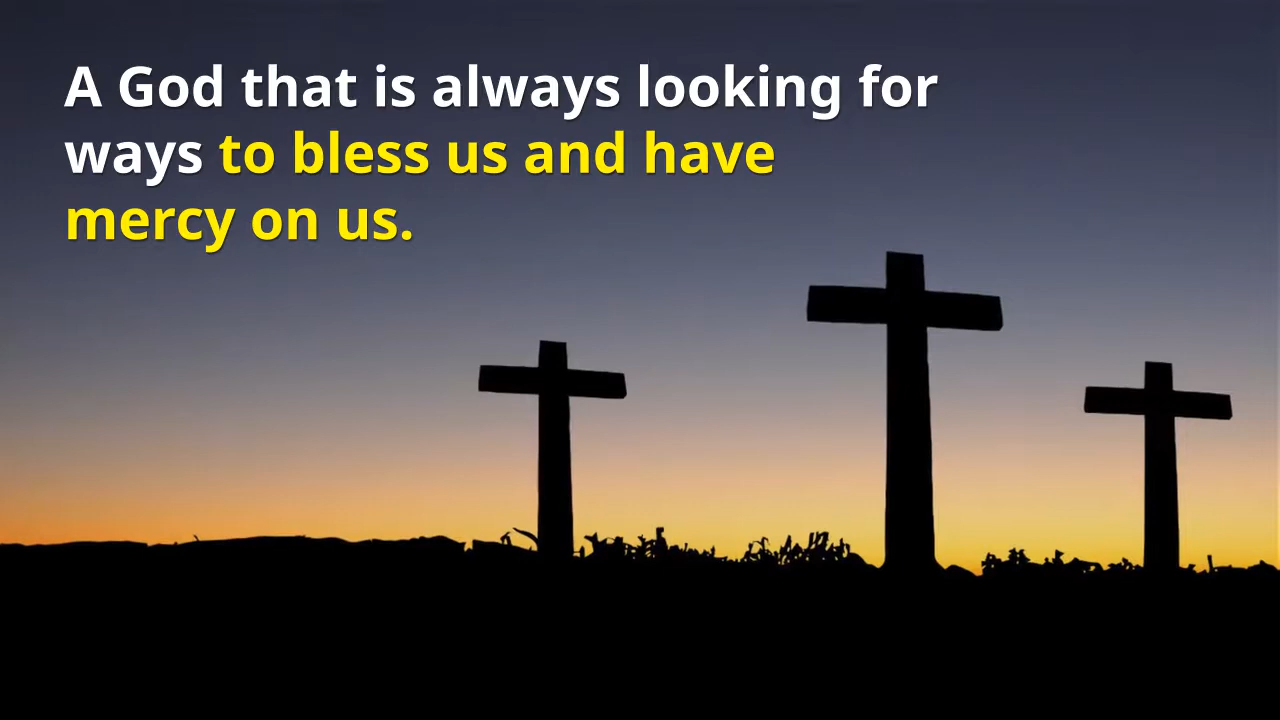 A God that is always looking for
ways to bless us and have
mercy on us.